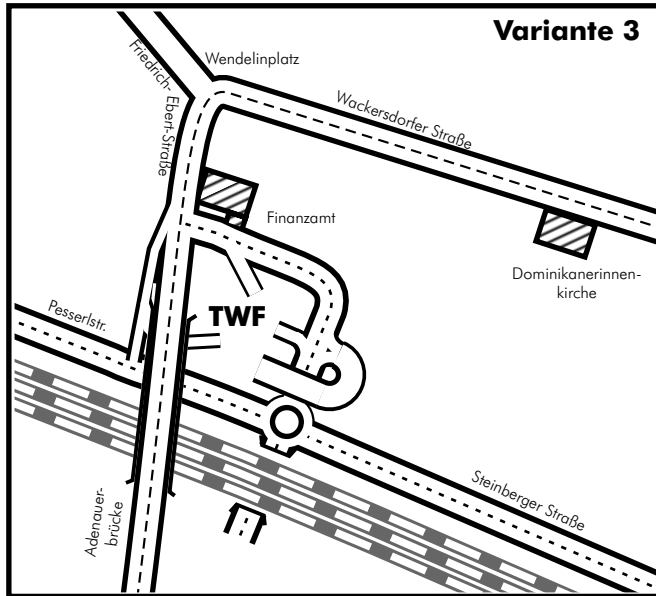 Variante 3
Wendelinplatz
Friedrich-
Ebert-Straße
Wackersdorfer Straße
Finanzamt
Dominikanerinnen-
kirche
Pesserlstr.
TWF
Steinberger Straße
Adenauer-
brücke